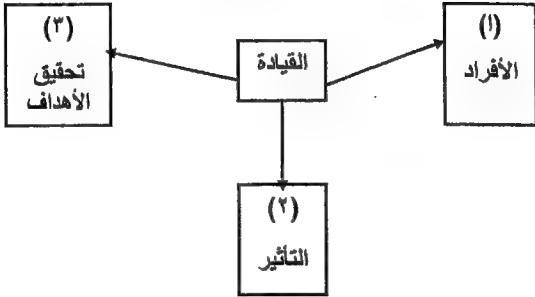 (١)
الأفراد
القيادة
(٣)
تحقيق
الأهداف
(٢)
التأثير